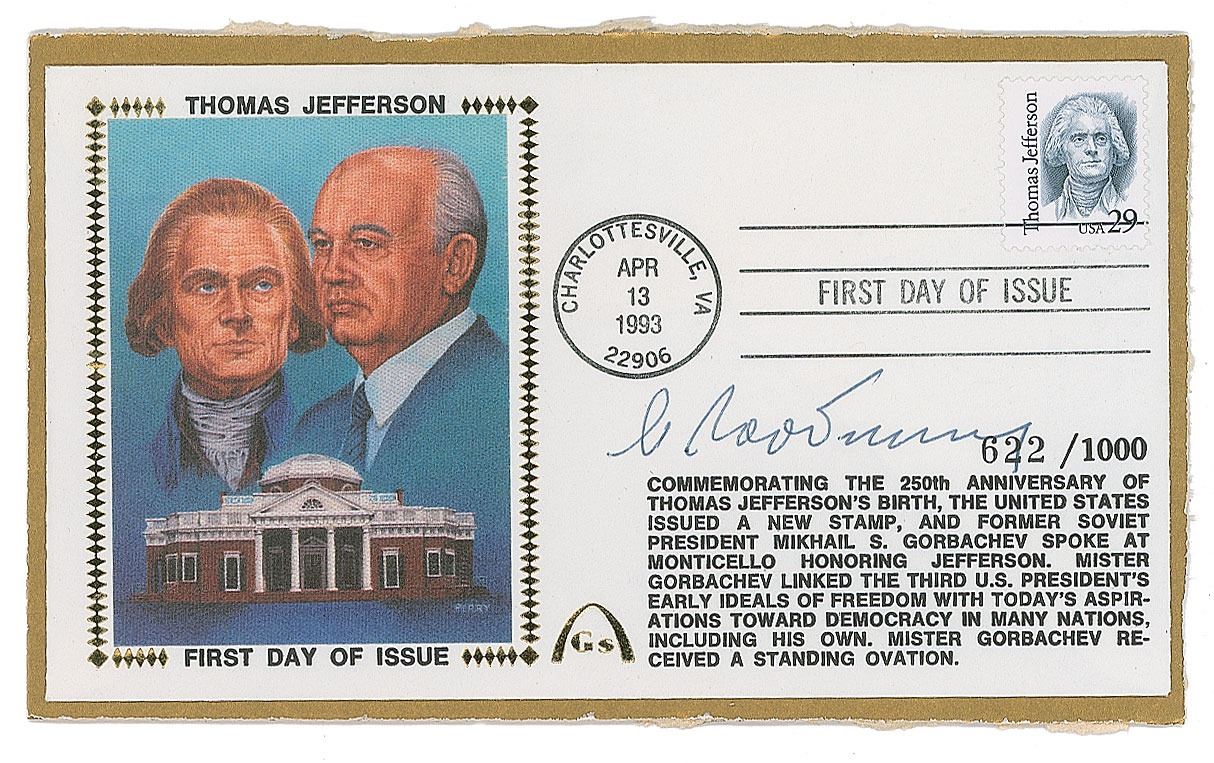 THOMAS JEFFERSON
Thomas Jefferson
USA 29
CHARLOTTESVILLE, VA
APR
13
1993
22906
FIRST DAY OF ISSUE
622 /1000
COMMEMORATING THE 250th ANNIVERSARY OF
THOMAS JEFFERSON'S BIRTH, THE UNITED STATES
ISSUED A NEW STAMP, AND FORMER SOVIET
PRESIDENT MIKHAIL S. GORBACHEV SPOKE AT
MONTICELLO HONORING JEFFERSON. MISTER
GORBACHEV LINKED THE THIRD U.S. PRESIDENT'S
EARLY IDEALS OF FREEDOM WITH TODAY'S ASPIR-
ATIONS TOWARD DEMOCRACY IN MANY NATIONS,
INCLUDING HIS OWN. MISTER GORBACHEV RE-
CEIVED A STANDING OVATION.
PERRY
Gs
FIRST DAY OF ISSUE